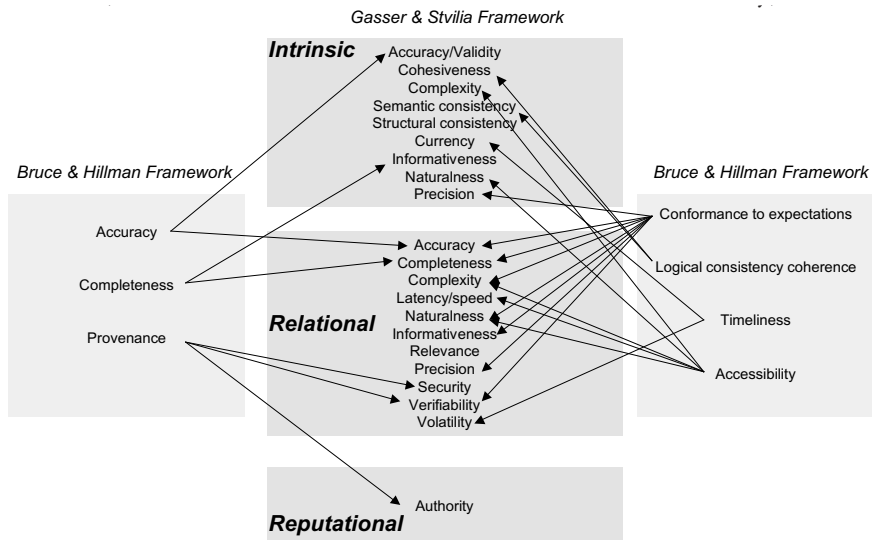 Gasser & Stvilia Framework
Intrinsic
Accuracy/Validity
Cohesiveness
Complexity
Semantic consistency
Structural consistency
Currency
Informativeness
Naturalness
Precision
Bruce & Hillman Framework
Accuracy
Completeness
Provenance
Relational
Accuracy
Completeness
Complexity
Latency/speed
Naturalness
Informativeness
Relevance
Precision
Security
Verifiability
Volatility
Reputational
Authority
Bruce & Hillman Framework
Conformance to expectations
Logical consistency coherence
Timeliness
Accessibility